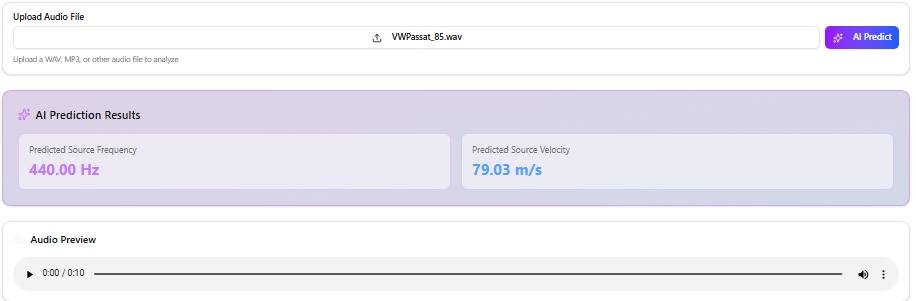 Upload Audio File
VWPassat_85.wav
AI Predict
Upload a WAV, MP3, or other audio file to analyze
AI Prediction Results
Predicted Source Frequency
440.00 Hz
Predicted Source Velocity
79.03 m/s
Audio Preview
0:00 / 0:10